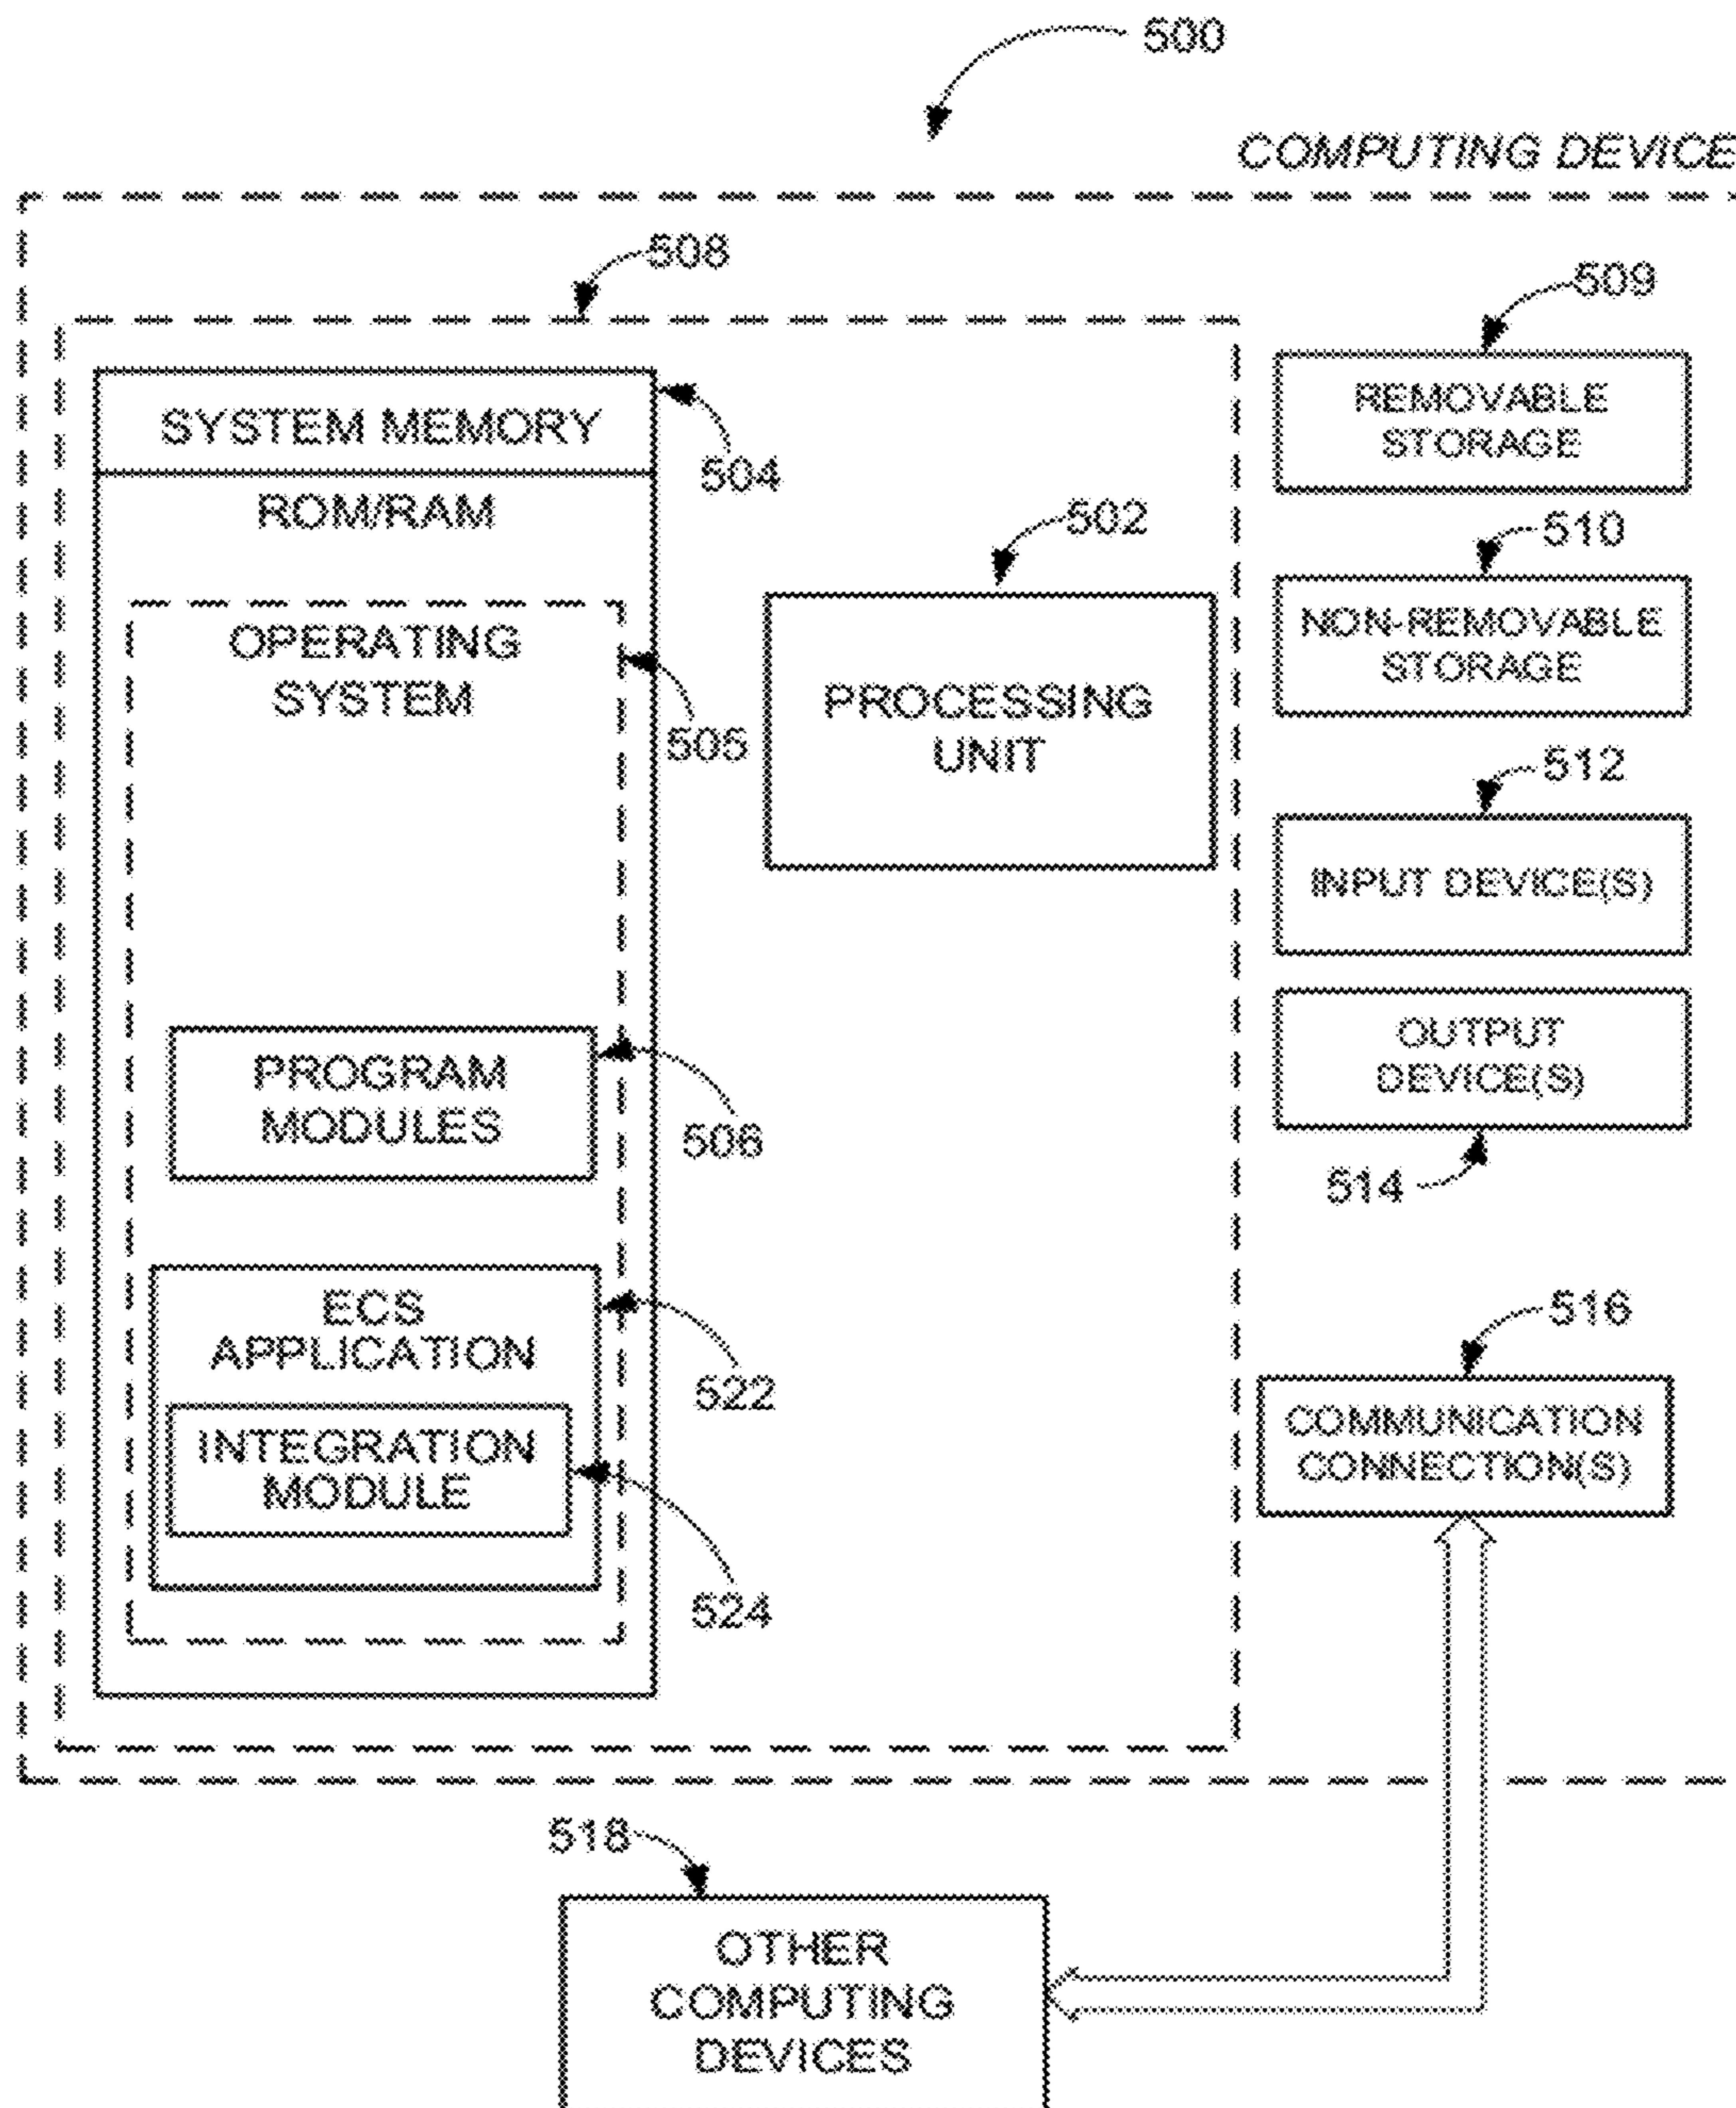 500
COMPUTING DEVICE
508
509
SYSTEM MEMORY
504
REMOVABLE
STORAGE
ROM/RAM
502
510
OPERATING
SYSTEM
505
PROCESSING
UNIT
NON-REMOVABLE
STORAGE
512
INPUT DEVICE(S)
PROGRAM
MODULES
506
OUTPUT
DEVICE(S)
514
ECS
APPLICATION
522
516
INTEGRATION
MODULE
524
COMMUNICATION
CONNECTION(S)
518
OTHER
COMPUTING
DEVICES